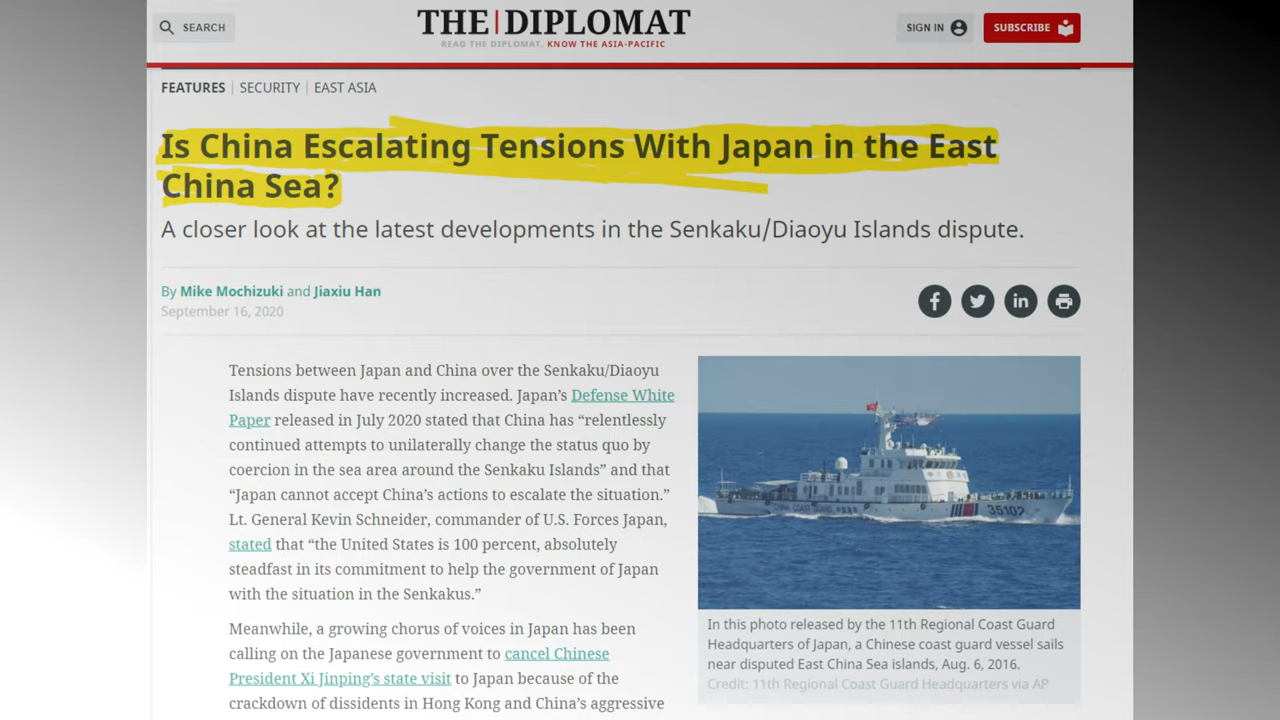 SEARCH
THE|DIPLOMAT
READ THE DIPLOMAT, KNOW THE ASIA-PACIFIC
SIGN IN
SUBSCRIBE
FEATURES | SECURITY | EAST ASIA
Is China Escalating Tensions With Japan in the East
China Sea?
A closer look at the latest developments in the Senkaku/Diaoyu Islands dispute.
By Mike Mochizuki and Jiaxiu Han
September 16, 2020
Tensions between Japan and China over the Senkaku/Diaoyu
Islands dispute have recently increased. Japan’s Defense White
Paper released in July 2020 stated that China has “relentlessly
continued attempts to unilaterally change the status quo by
coercion in the sea area around the Senkaku Islands” and that
“Japan cannot accept China’s actions to escalate the situation.”
Lt. General Kevin Schneider, commander of U.S. Forces Japan,
stated that “the United States is 100 percent, absolutely
steadfast in its commitment to help the government of Japan
with the situation in the Senkakus.”
Meanwhile, a growing chorus of voices in Japan has been
calling on the Japanese government to cancel Chinese
President Xi Jinping’s state visit to Japan because of the
crackdown of dissidents in Hong Kong and China’s aggressive
CHINA COAST GUARD
35102
In this photo released by the 11th Regional Coast Guard
Headquarters of Japan, a Chinese coast guard vessel sails
near disputed East China Sea islands, Aug. 6, 2016.
Credit: 11th Regional Coast Guard Headquarters via AP